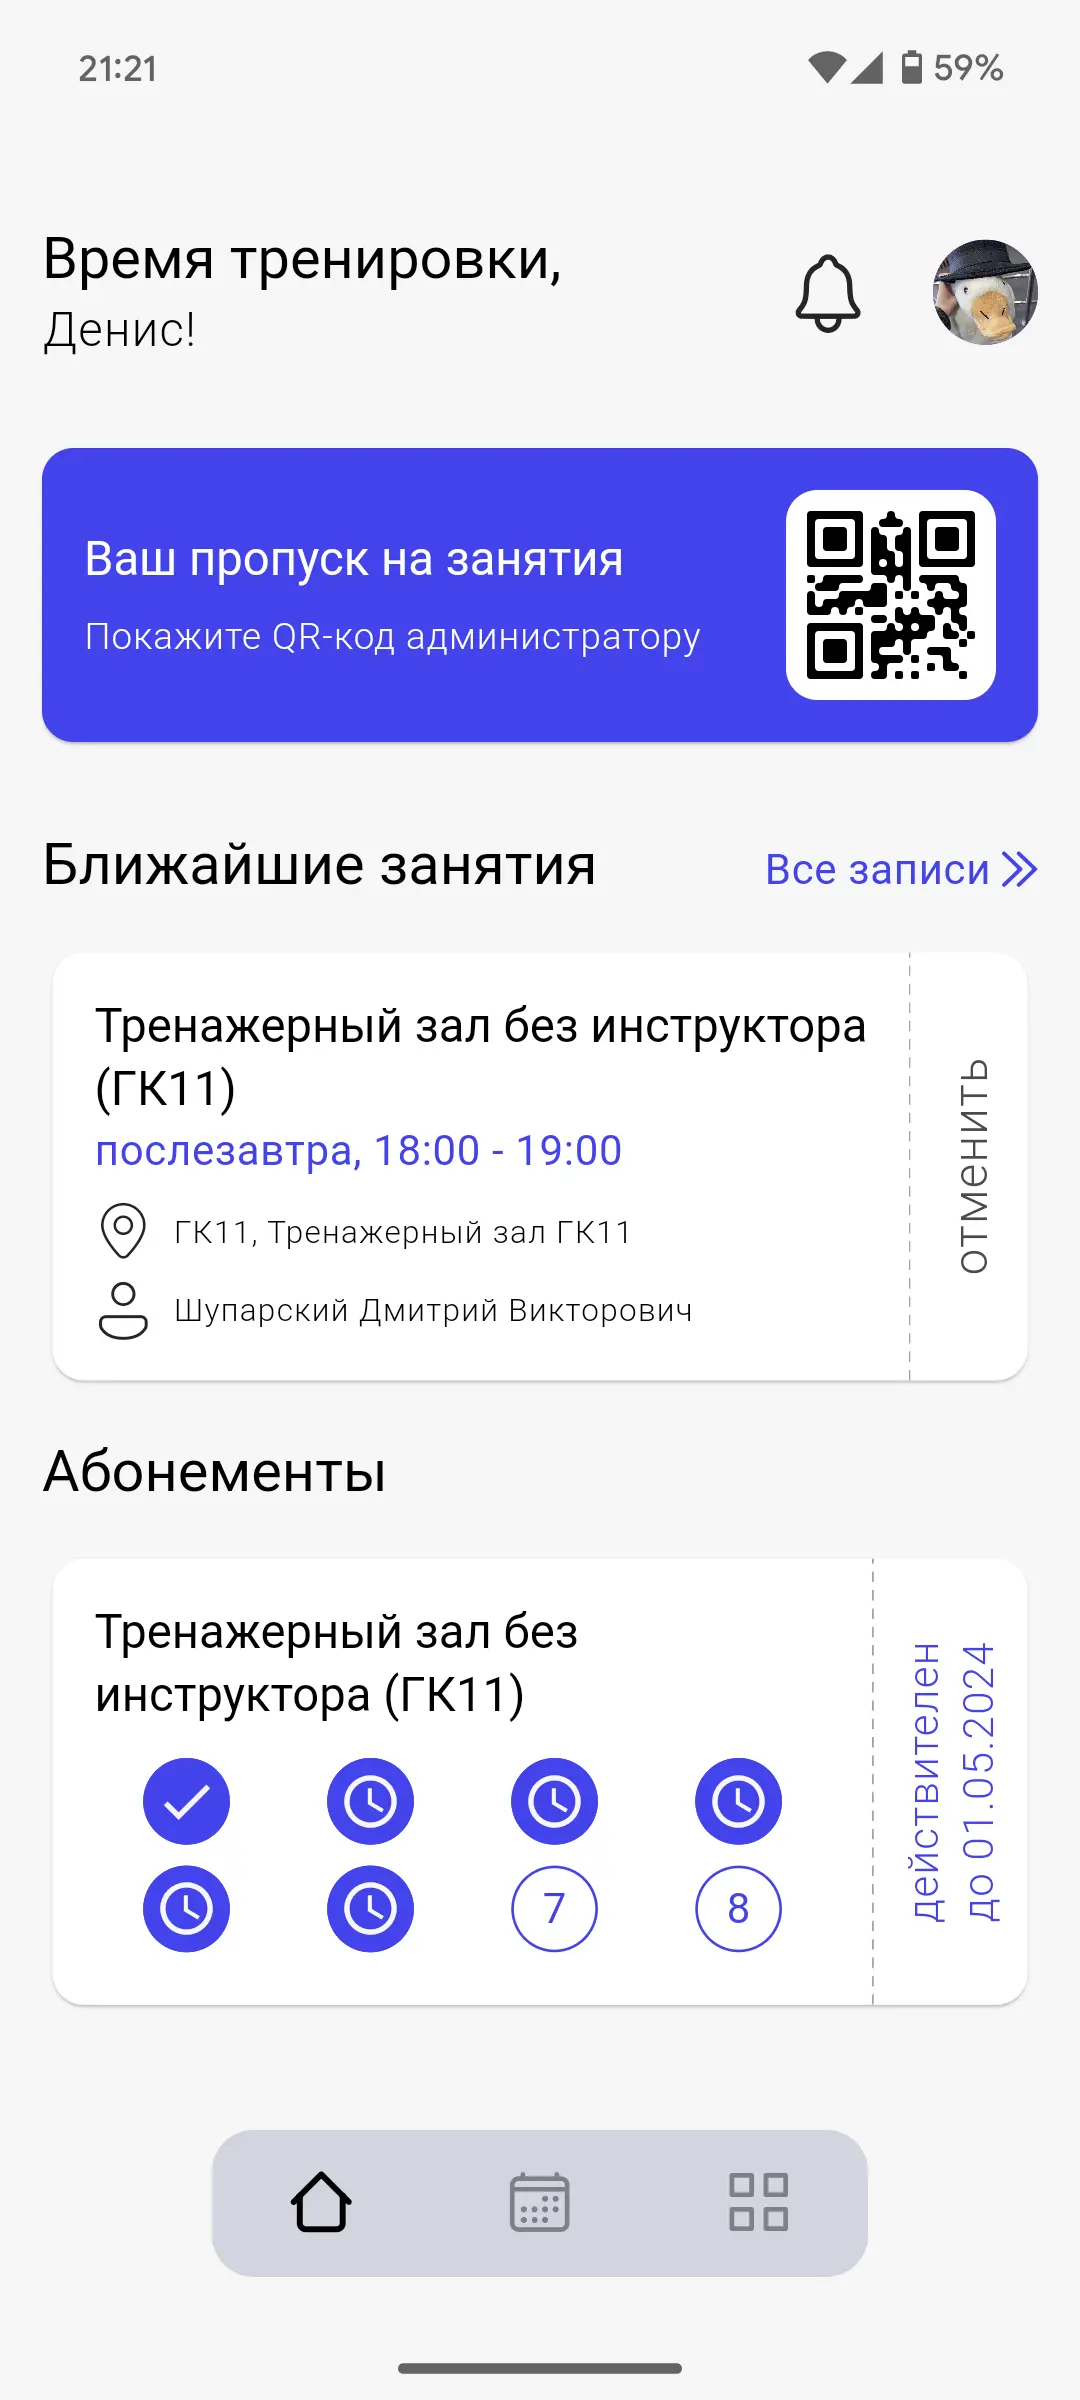 21:21
59%
Время тренировки,
Денис!
Ваш пропуск на занятия
Покажите QR-код администратору
Ближайшие занятия
Все записи
Тренажерный зал без инструктора
(ГК11)
послезавтра, 18:00 - 19:00
ГК11, Тренажерный зал ГК11
Шупарский Дмитрий Викторович
отменить
Абонементы
Тренажерный зал без
инструктора (ГК11)
7
8
действителен
до 01.05.2024